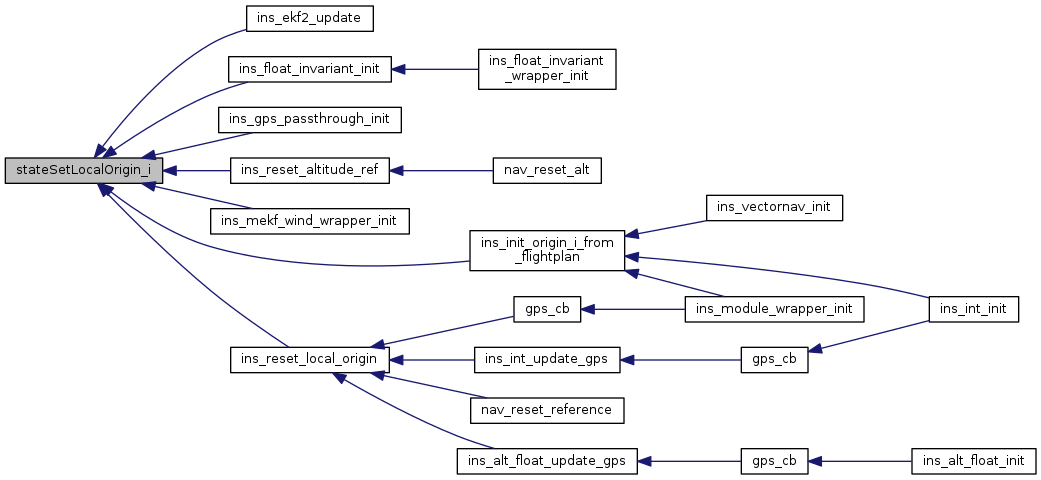 ins_ekf2_update
ins_float_invariant_init
ins_float_invariant
_wrapper_init
ins_gps_passthrough_init
stateSetLocalOrigin_i
ins_reset_altitude_ref
nav_reset_alt
ins_mekf_wind_wrapper_init
ins_vectornav_init
ins_init_origin_i_from
_flightplan
gps_cb
ins_module_wrapper_init
ins_int_init
ins_reset_local_origin
ins_int_update_gps
gps_cb
nav_reset_reference
ins_alt_float_update_gps
gps_cb
ins_alt_float_init